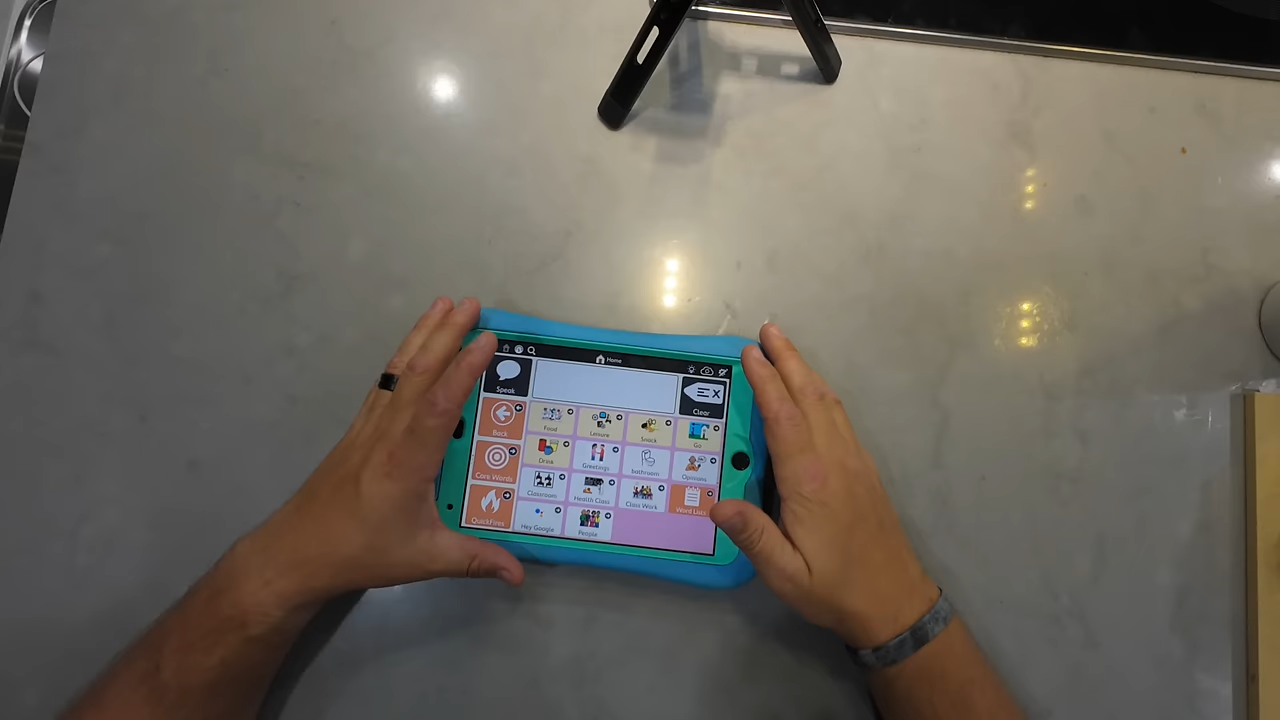 Home
Speak
Clear
Back
Food
Leisure
Snack
Go
Core Words
Drink
Greetings
bathroom
Opinions
QuickFires
Classroom
Health Class
Class Work
Word Lists
Hey Google
People